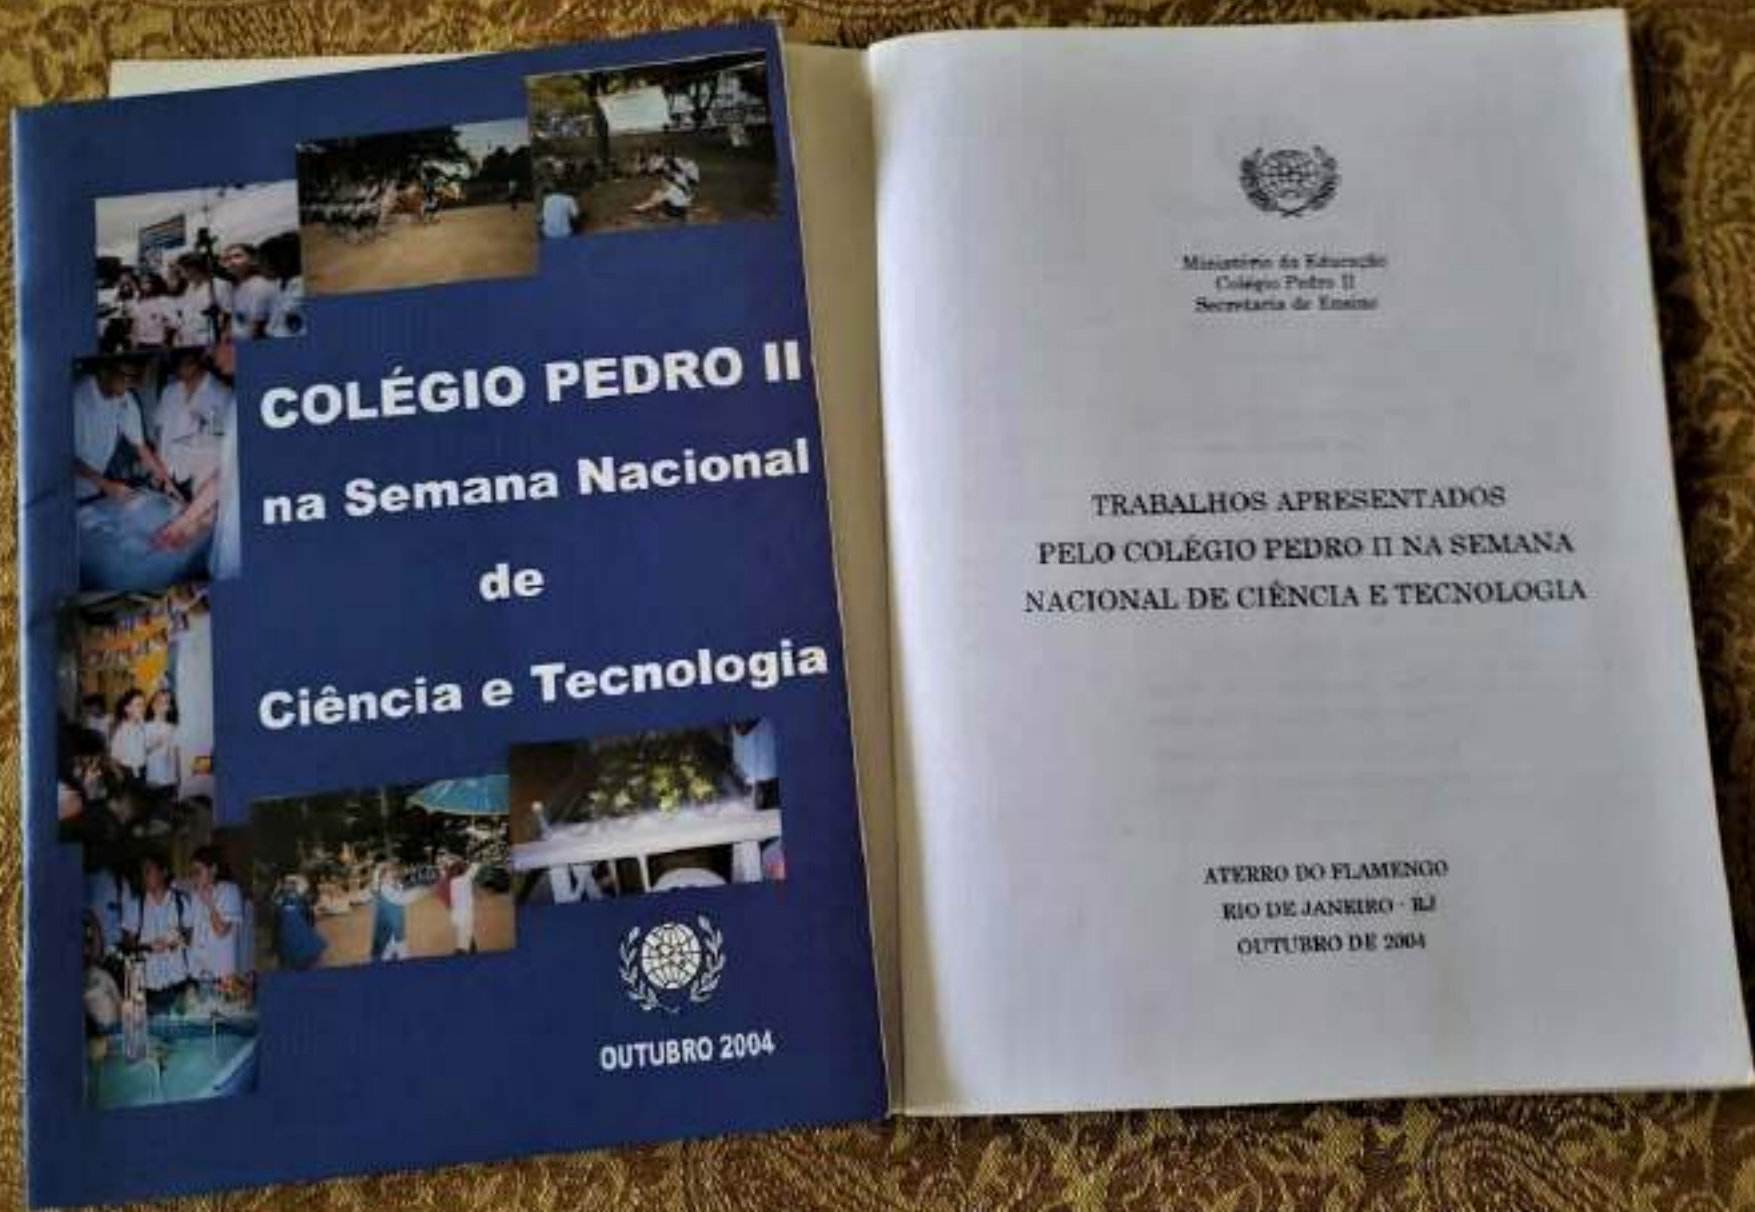 COLÉGIO PEDRO II
na Semana Nacional
de
Ciência e Tecnologia
OUTUBRO 2004
Ministério da Educação
Colégio Pedro II
Secretaria de Ensino
TRABALHOS APRESENTADOS
PELO COLÉGIO PEDRO II NA SEMANA
NACIONAL DE CIÊNCIA E TECNOLOGIA
ATERRO DO FLAMENGO
RIO DE JANEIRO - RJ
OUTUBRO DE 2004